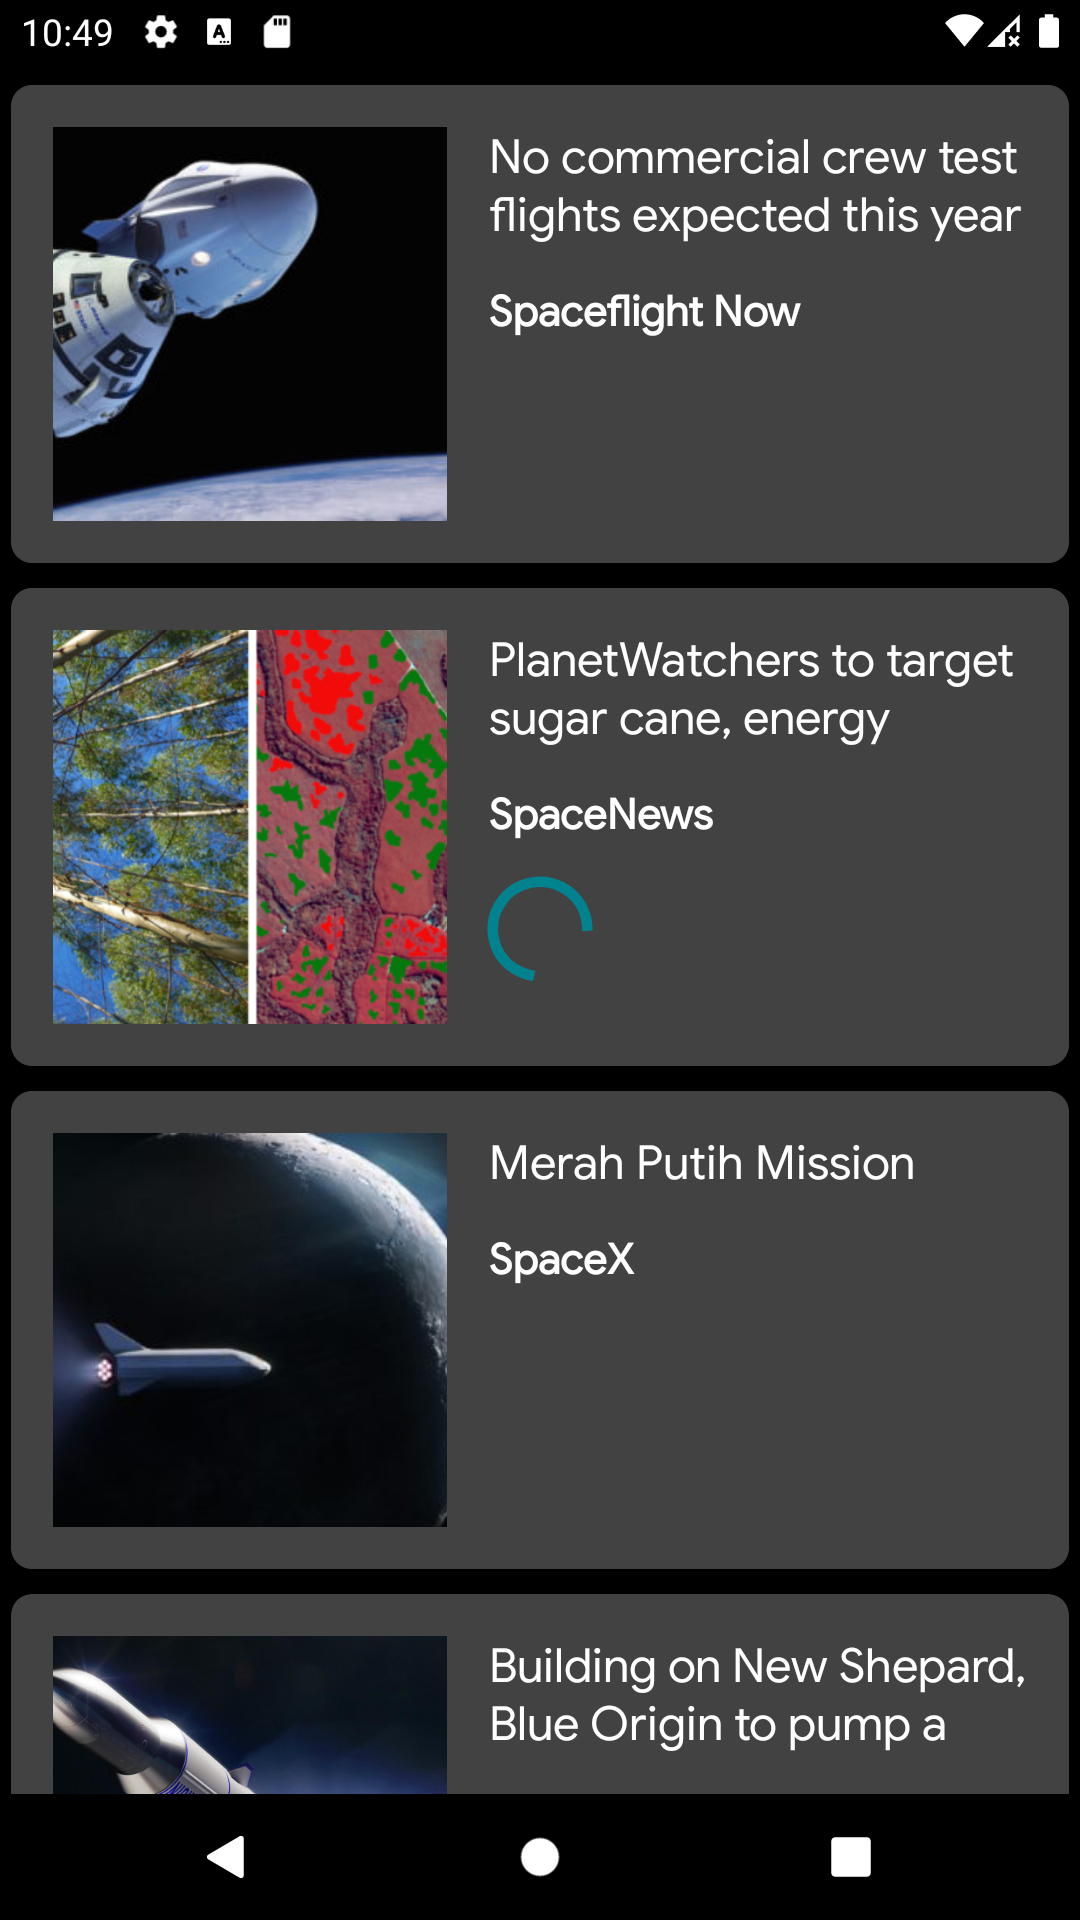 10:49
No commercial crew test
flights expected this year
Spaceflight Now
PlanetWatchers to target
sugar cane, energy
SpaceNews
Merah Putih Mission
SpaceX
Building on New Shepard,
Blue Origin to pump a